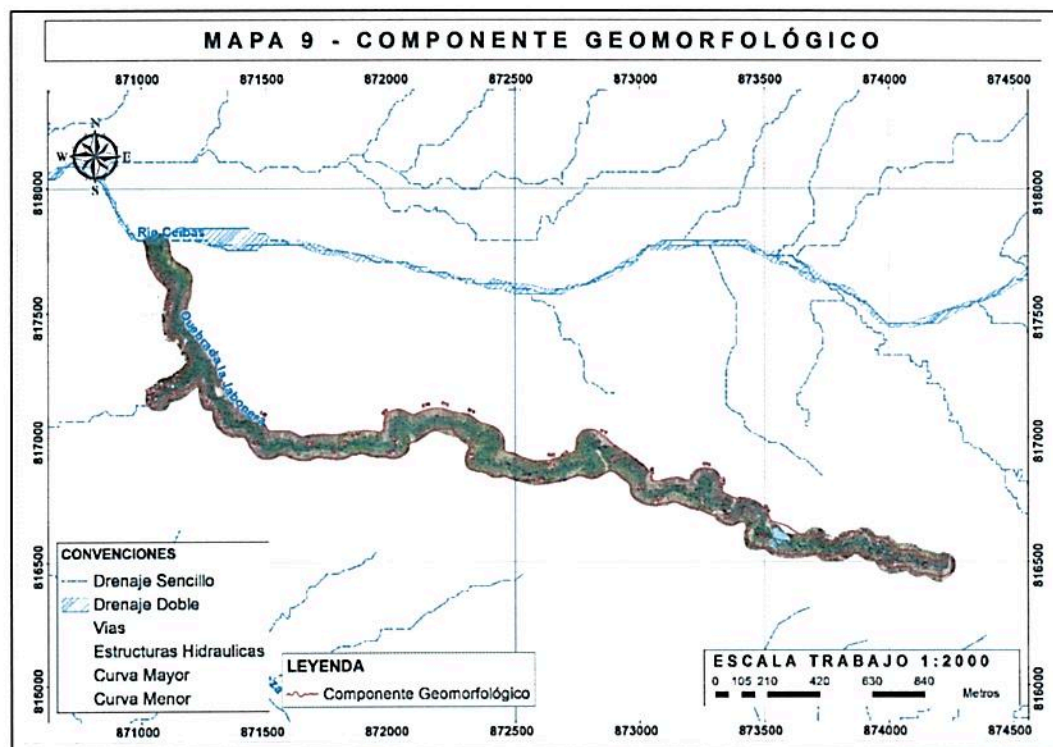 MAPA 9 - COMPONENTE GEOMORFOLÓGICO
871000 871500 872000 872500 873000 873500 874000 874500
N
W E
S
818000 818000
Rio Ceibas
817500 817500
Quebrada la Jabonera
817000 817000
816500 816500
816000 816000
CONVENCIONES
Drenaje Sencillo
Drenaje Doble
Vias
Estructuras Hidraulicas
Curva Mayor
Curva Menor
LEYENDA
Componente Geomorfológico
ESCALA TRABAJO 1:2000
0 105 210 420 630 840
Metros
871000 871500 872000 872500 873000 873500 874000 874500